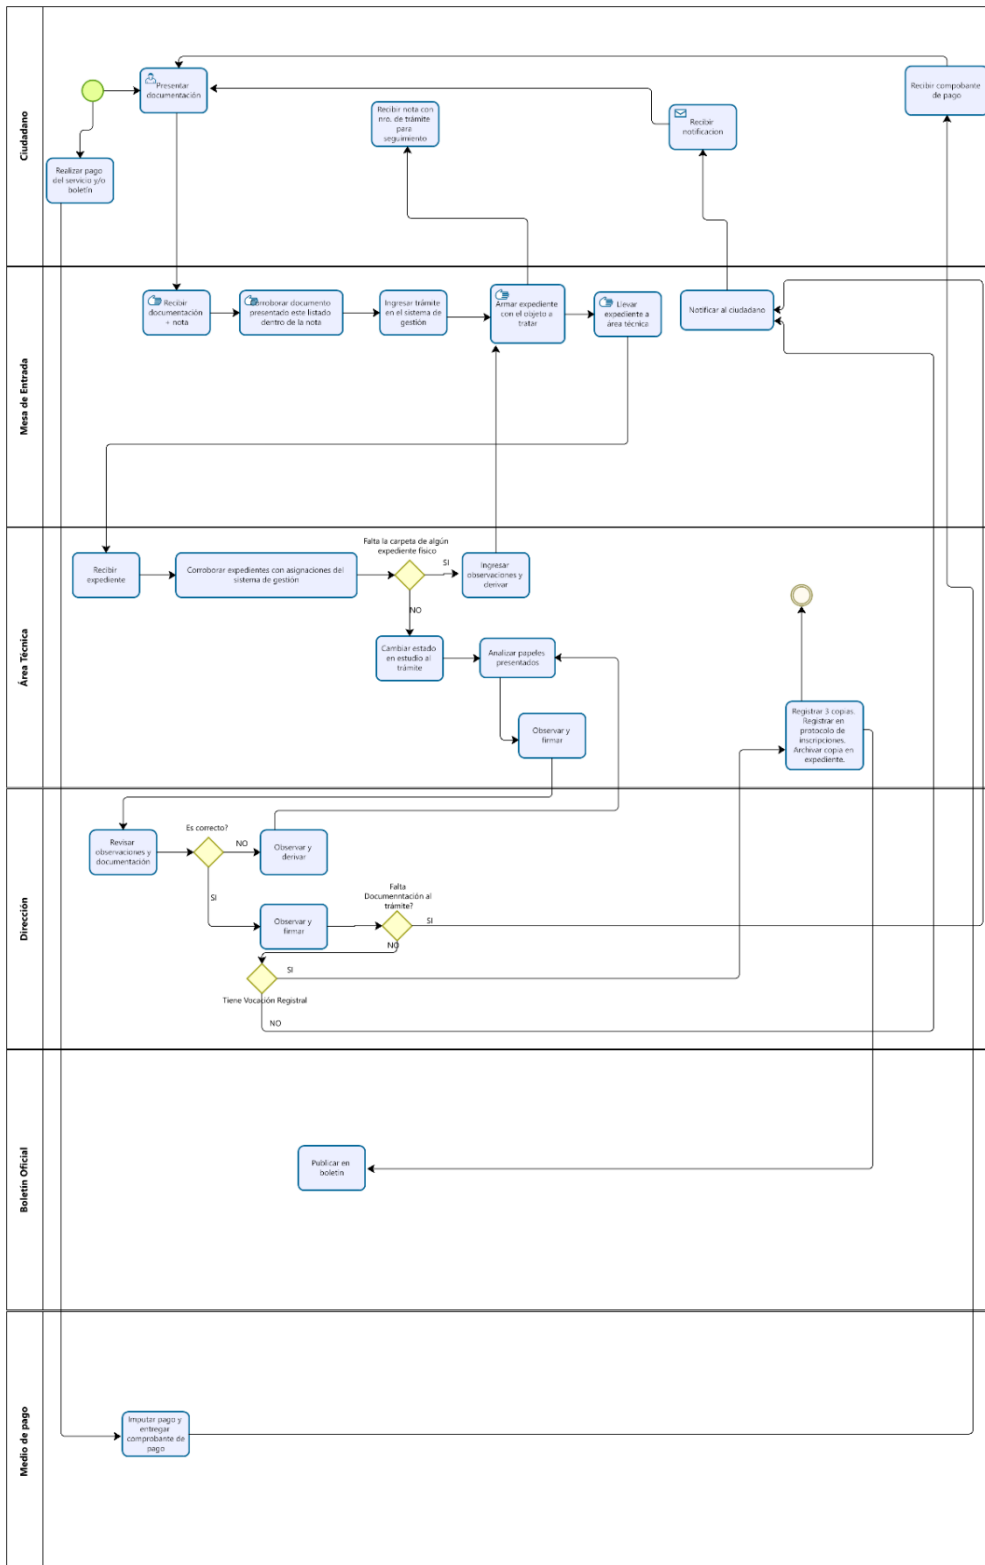 Ciudadano
Presentar
documentación
Realizar pago
del servicio y/o
boletín
Recibir nota con
nro. de trámite
para
seguimiento
Recibir
notificacion
Recibir comprobante
de pago
Mesa de Entrada
Recibir
documentación
+ nota
Corroborar documento
presentado este listado
dentro de la nota
Ingresar trámite
en el sistema de
gestión
Armar expediente
con el objeto a
tratar
Llevar
expediente a
área técnica
Notificar al ciudadano
Área Técnica
Recibir
expediente
Corroborar expedientes con asignaciones del
sistema de gestión
Falta la carpeta de algún
expediente físico
SI
Ingresar
observaciones y
derivar
NO
Cambiar estado
en estudio al
trámite
Analizar papeles
presentados
Observar y
firmar
Registrar 3 copias.
Registrar en
protocolo de
inscripciones.
Archivar copia en
expediente.
Dirección
Revisar
observaciones y
documentación
Es correcto?
NO
Observar y
derivar
SI
Observar y
firmar
Falta
Documenntación al
trámite?
SI
NO
SI
Tiene Vocación Registral
NO
Boletín Oficial
Publicar en
boletin
Medio de pago
Imputar pago y
entregar
comprobante de
pago